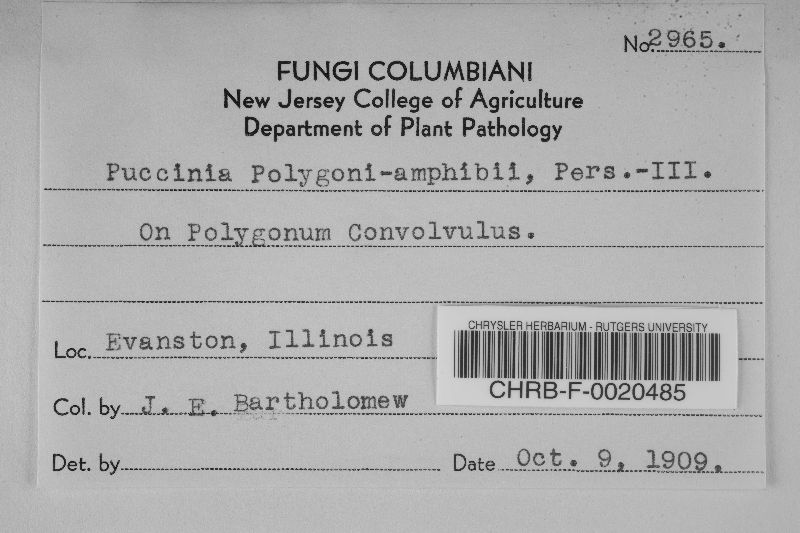 No. 2965.
FUNGI COLUMBIANI
New Jersey College of Agriculture
Department of Plant Pathology
Puccinia Polygoni-amphibii, Pers.-III.
On Polygonum Convolvulus.
Loc. Evanston, Illinois
CHRYSLER HERBARIUM - RUTGERS UNIVERSITY
CHRB-F-0020485
Col. by J. E. Bartholomew
Det. by Date Oct. 9, 1909.